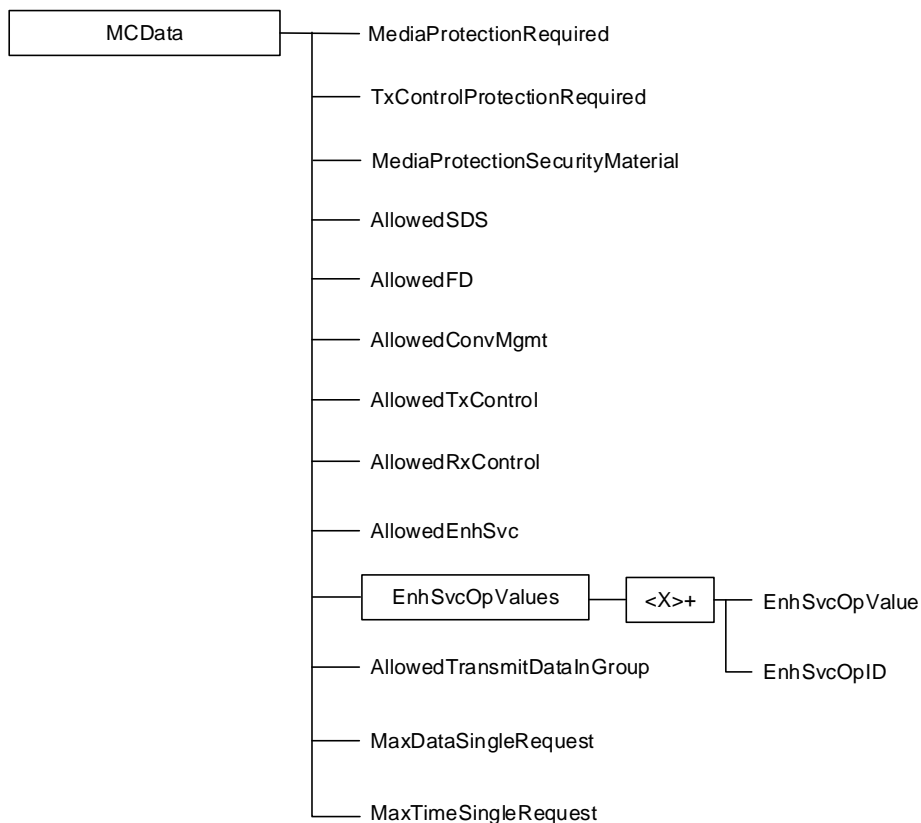 MCData
MediaProtectionRequired
TxControlProtectionRequired
MediaProtectionSecurityMaterial
AllowedSDS
AllowedFD
AllowedConvMgmt
AllowedTxControl
AllowedRxControl
AllowedEnhSvc
EnhSvcOpValues
<X>+
EnhSvcOpValue
EnhSvcOpID
AllowedTransmitDataInGroup
MaxDataSingleRequest
MaxTimeSingleRequest